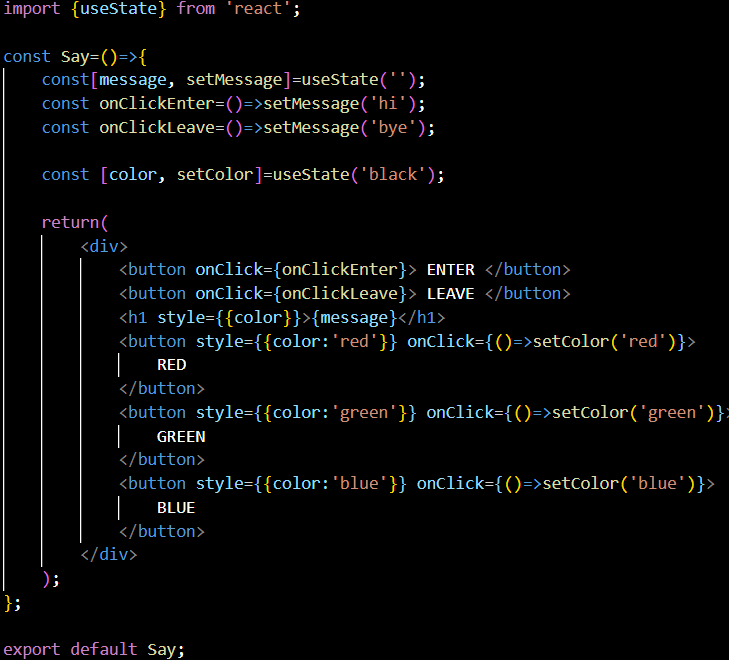 import {useState} from 'react';
const Say=()=>{
const[message, setMessage]=useState('');
const onClickEnter=()=>setMessage('hi');
const onClickLeave=()=>setMessage('bye');
const [color, setColor]=useState('black');
return(
<div>
<button onClick={onClickEnter}> ENTER </button>
<button onClick={onClickLeave}> LEAVE </button>
<h1 style={{color}}>{message}</h1>
<button style={{color:'red'}} onClick={()=>setColor('red')}>
RED
</button>
<button style={{color:'green'}} onClick={()=>setColor('green')}>
GREEN
</button>
<button style={{color:'blue'}} onClick={()=>setColor('blue')}>
BLUE
</button>
</div>
);
};
export default Say;